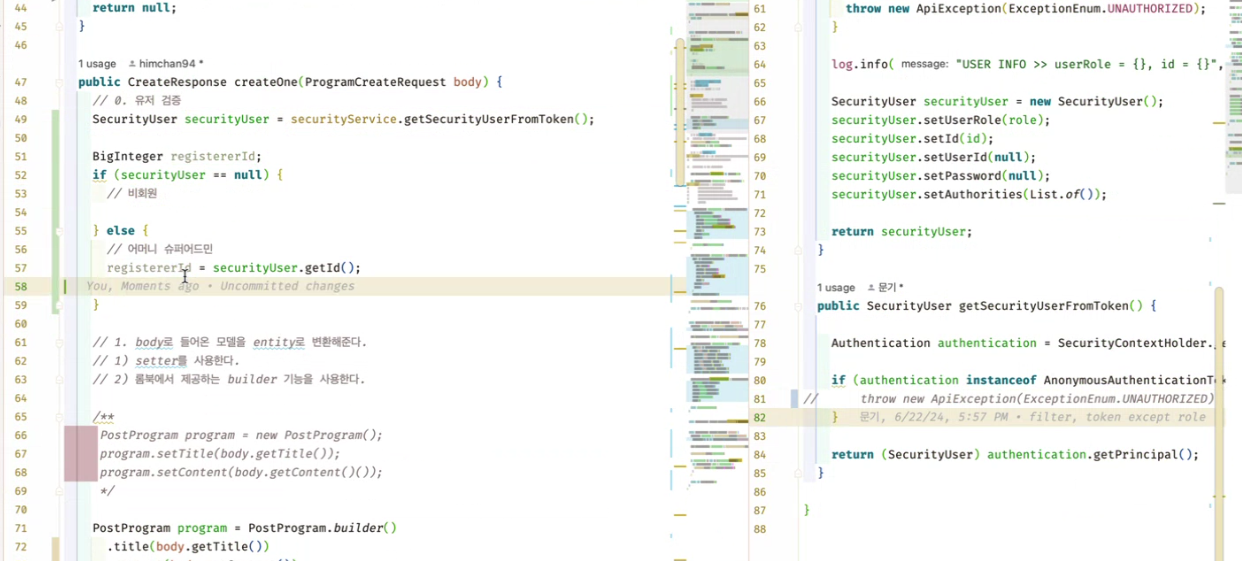 44 return null;
45 }
46
1 usage himchan94 *
47 public CreateResponse createOne(ProgramCreateRequest body) {
48 // 0. 유저 검증
49 SecurityUser securityUser = securityService.getSecurityUserFromToken();
50
51 BigInteger registererId;
52 if (securityUser == null) {
53 // 비회원
54
55 } else {
56 // 어머니 슈퍼어드민
57 registererId = securityUser.getId();
58 You, Moments ago • Uncommitted changes
59 }
60
61 // 1. body로 들어온 모델을 entity로 변환해준다.
62 // 1) setter를 사용한다.
63 // 2) 롬북에서 제공하는 builder 기능을 사용한다.
64
65 /**
66 PostProgram program = new PostProgram();
67 program.setTitle(body.getTitle());
68 program.setContent(body.getContent()());
69 */
70
71 PostProgram program = PostProgram.builder()
72 .title(body.getTitle())
61 throw new ApiException(ExceptionEnum.UNAUTHORIZED);
62 }
63
64 log.info( message: "USER INFO >> userRole = {}, id = {}",
65
66 SecurityUser securityUser = new SecurityUser();
67 securityUser.setUserRole(role);
68 securityUser.setId(id);
69 securityUser.setUserId(null);
70 securityUser.setPassword(null);
71 securityUser.setAuthorities(List.of());
72
73 return securityUser;
74 }
75
1 usage 문기 *
76 public SecurityUser getSecurityUserFromToken() {
77
78 Authentication authentication = SecurityContextHolder.
79
80 if (authentication instanceof
81 // throw new ApiException(ExceptionEnum.UNAUTHORIZED)
82 } 문기, 6/22/24, 5:57 PM • filter, token except role
83
84 return (SecurityUser) authentication.getPrincipal();
85 }
86
87 }
88